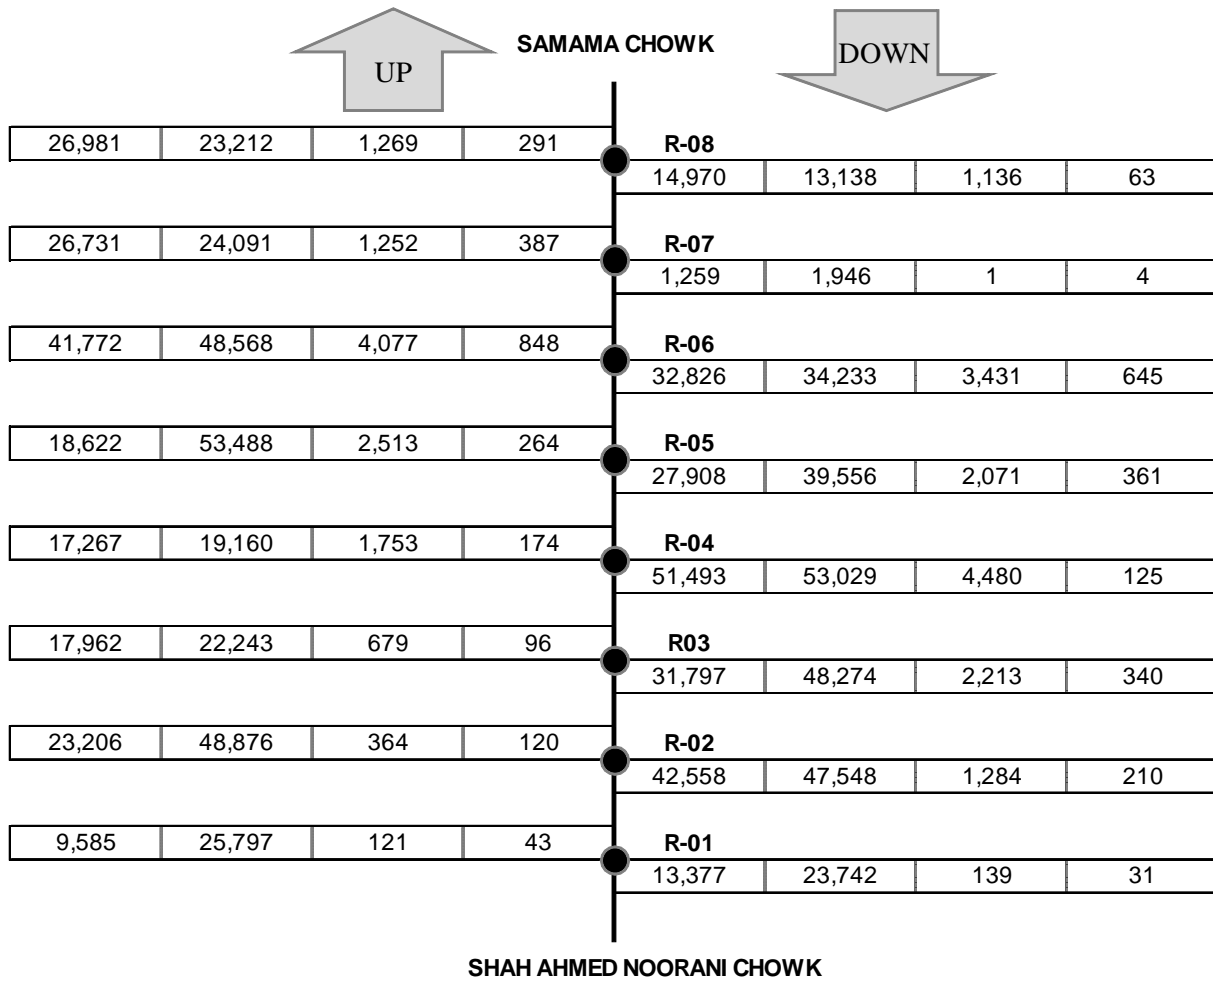 SAMAMA CHOWK
UP
DOWN
26,981 23,212 1,269 291
R-08
14,970 13,138 1,136 63
26,731 24,091 1,252 387
R-07
1,259 1,946 1 4
41,772 48,568 4,077 848
R-06
32,826 34,233 3,431 645
18,622 53,488 2,513 264
R-05
27,908 39,556 2,071 361
17,267 19,160 1,753 174
R-04
51,493 53,029 4,480 125
17,962 22,243 679 96
R03
31,797 48,274 2,213 340
23,206 48,876 364 120
R-02
42,558 47,548 1,284 210
9,585 25,797 121 43
R-01
13,377 23,742 139 31
SHAH AHMED NOORANI CHOWK